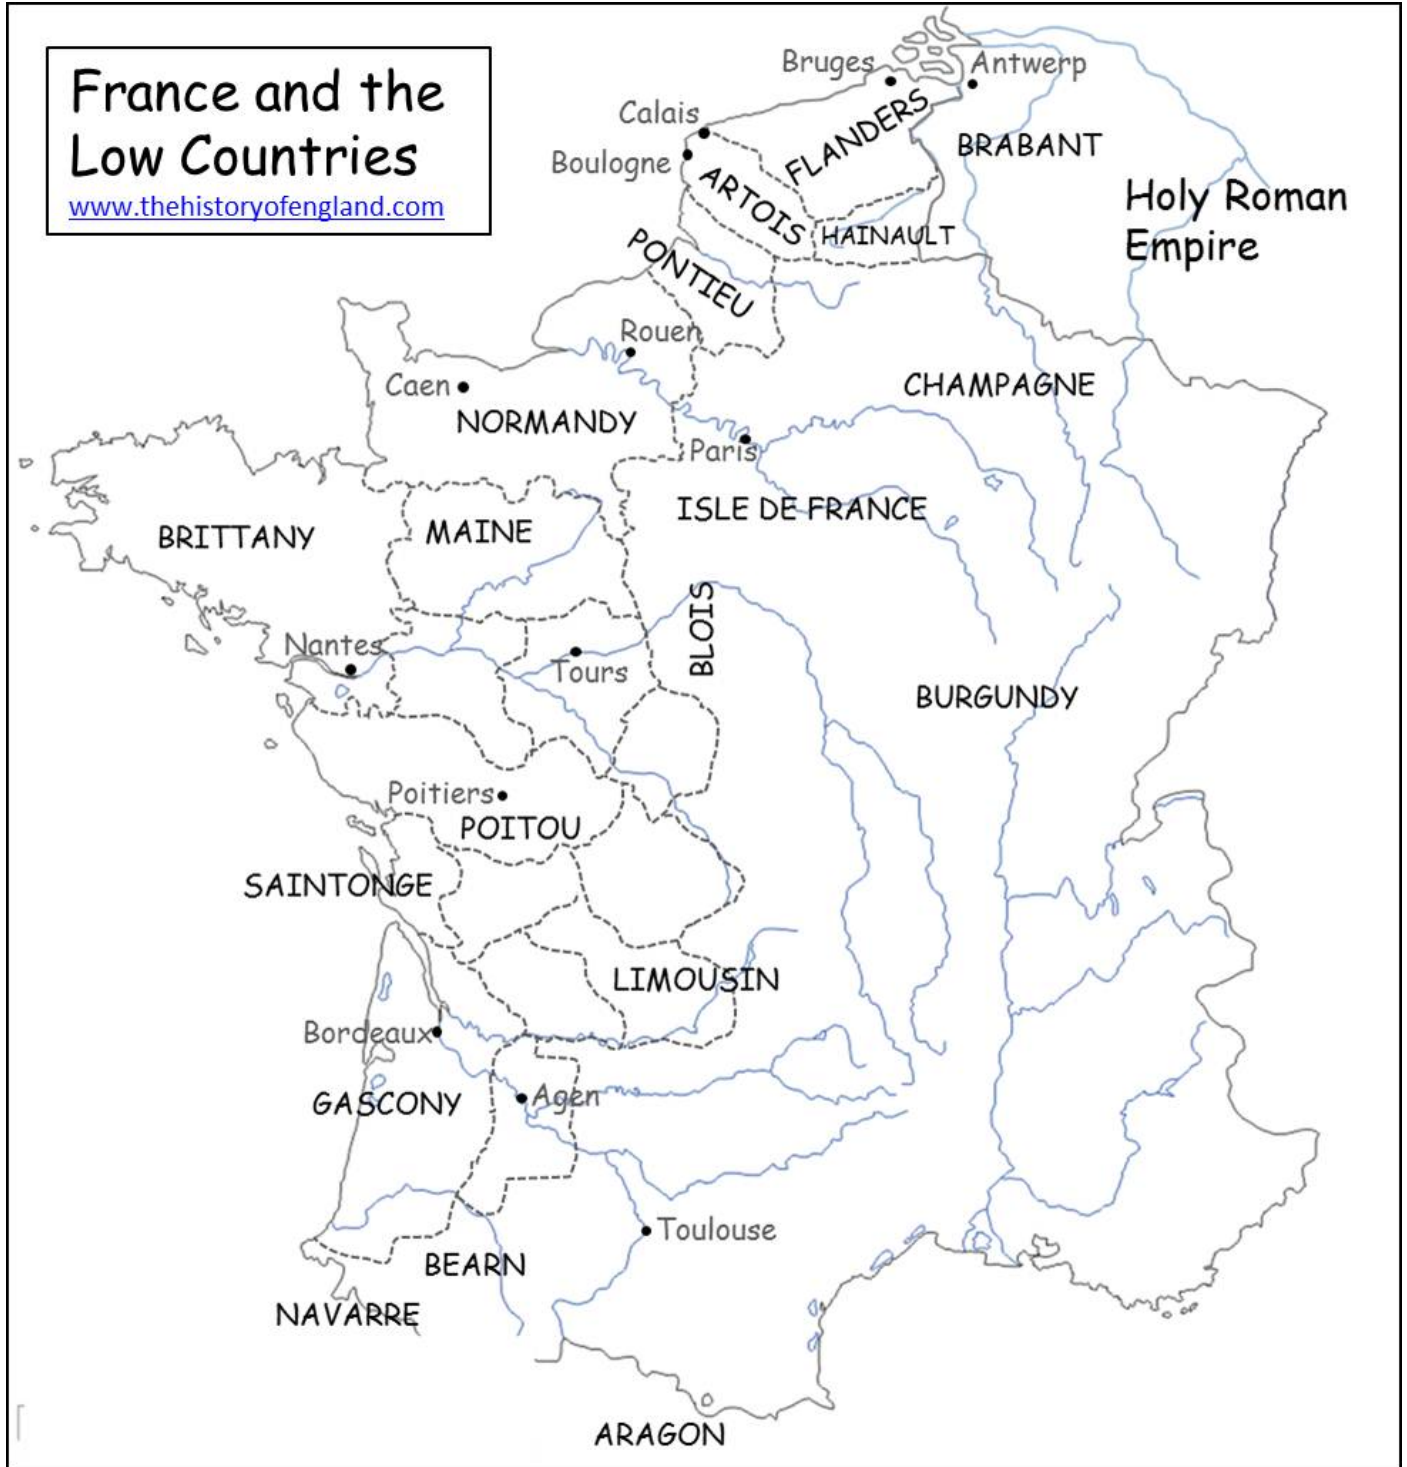 France and the
Low Countries
www.thehistoryofengland.com
Bruges
Antwerp
Calais
Boulogne
FLANDERS
BRABANT
ARTOIS
HAINAULT
Holy Roman
Empire
PONTIEU
Rouen
Caen
NORMANDY
CHAMPAGNE
Paris
ISLE DE FRANCE
BRITTANY
MAINE
BLOIS
Nantes
Tours
BURGUNDY
Poitiers
POITOU
SAINTONGE
LIMOUSIN
Bordeaux
GASCONY
Agen
Toulouse
BEARN
NAVARRE
ARAGON